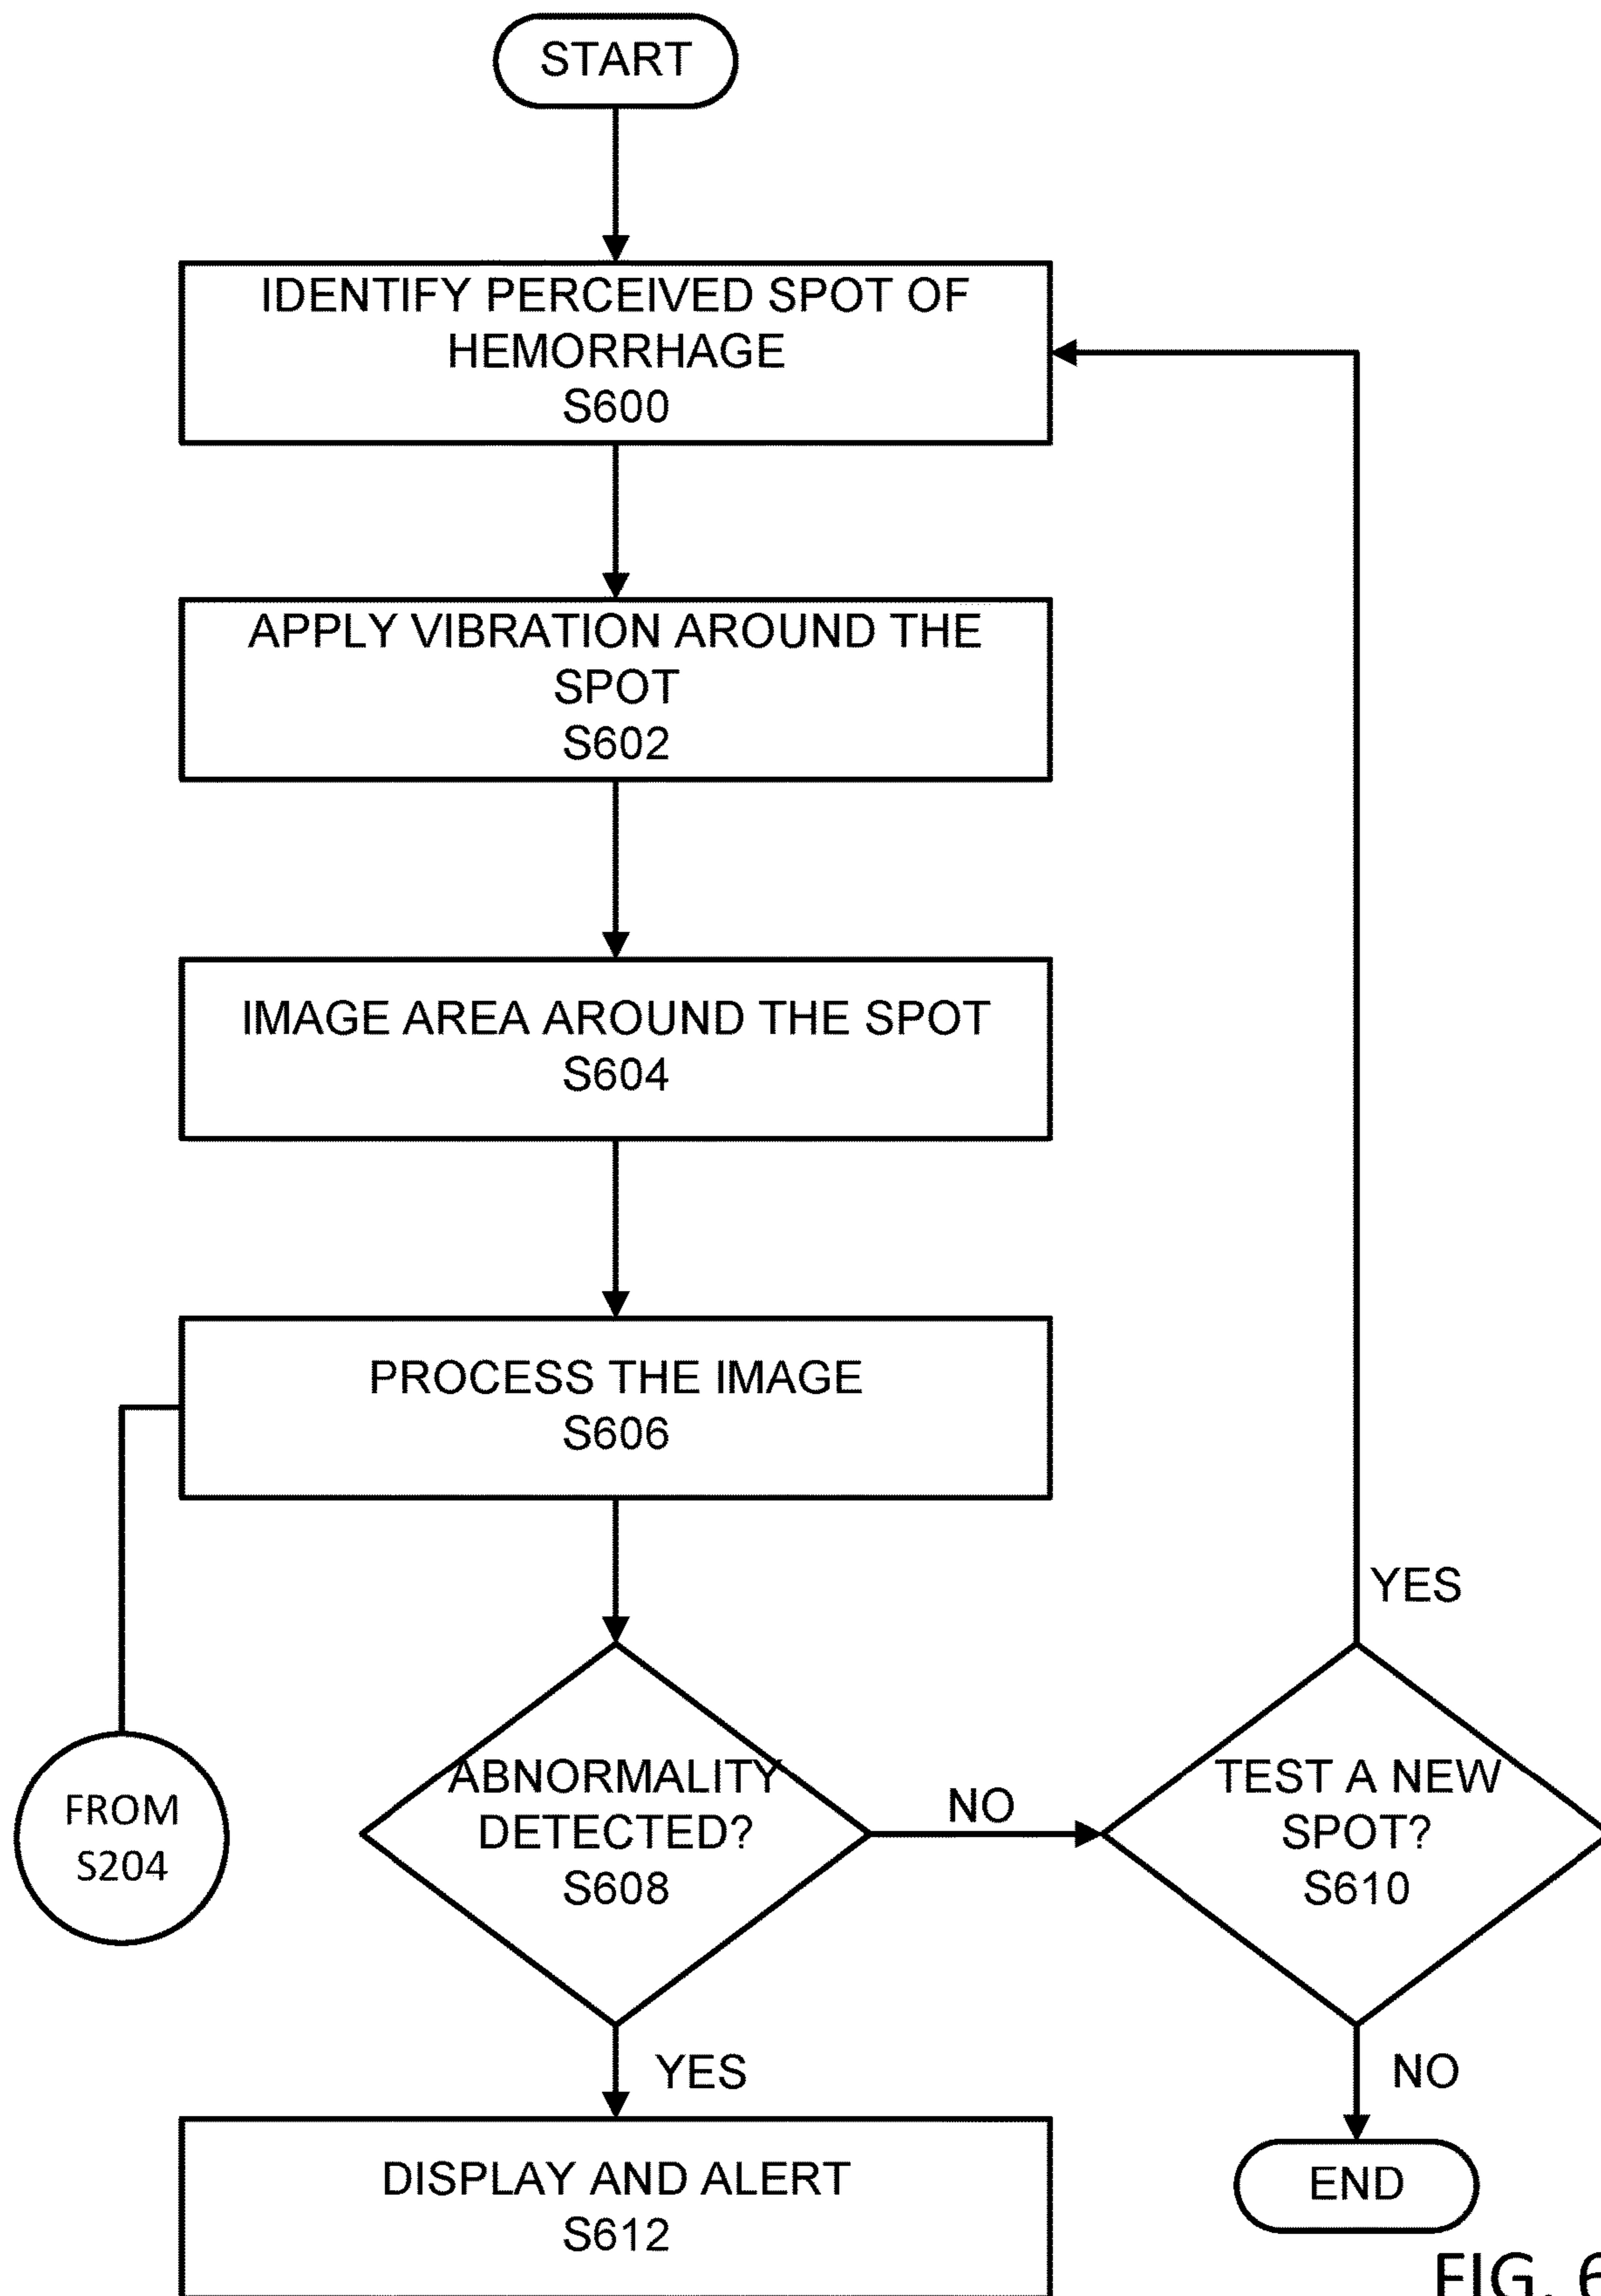 START
IDENTIFY PERCEIVED SPOT OF
HEMORRHAGE
S600
APPLY VIBRATION AROUND THE
SPOT
S602
IMAGE AREA AROUND THE SPOT
S604
PROCESS THE IMAGE
S606
YES
FROM
S204
ABNORMALITY
DETECTED?
S608
NO
TEST A NEW
SPOT?
S610
YES
NO
DISPLAY AND ALERT
S612
END
FIG. 6